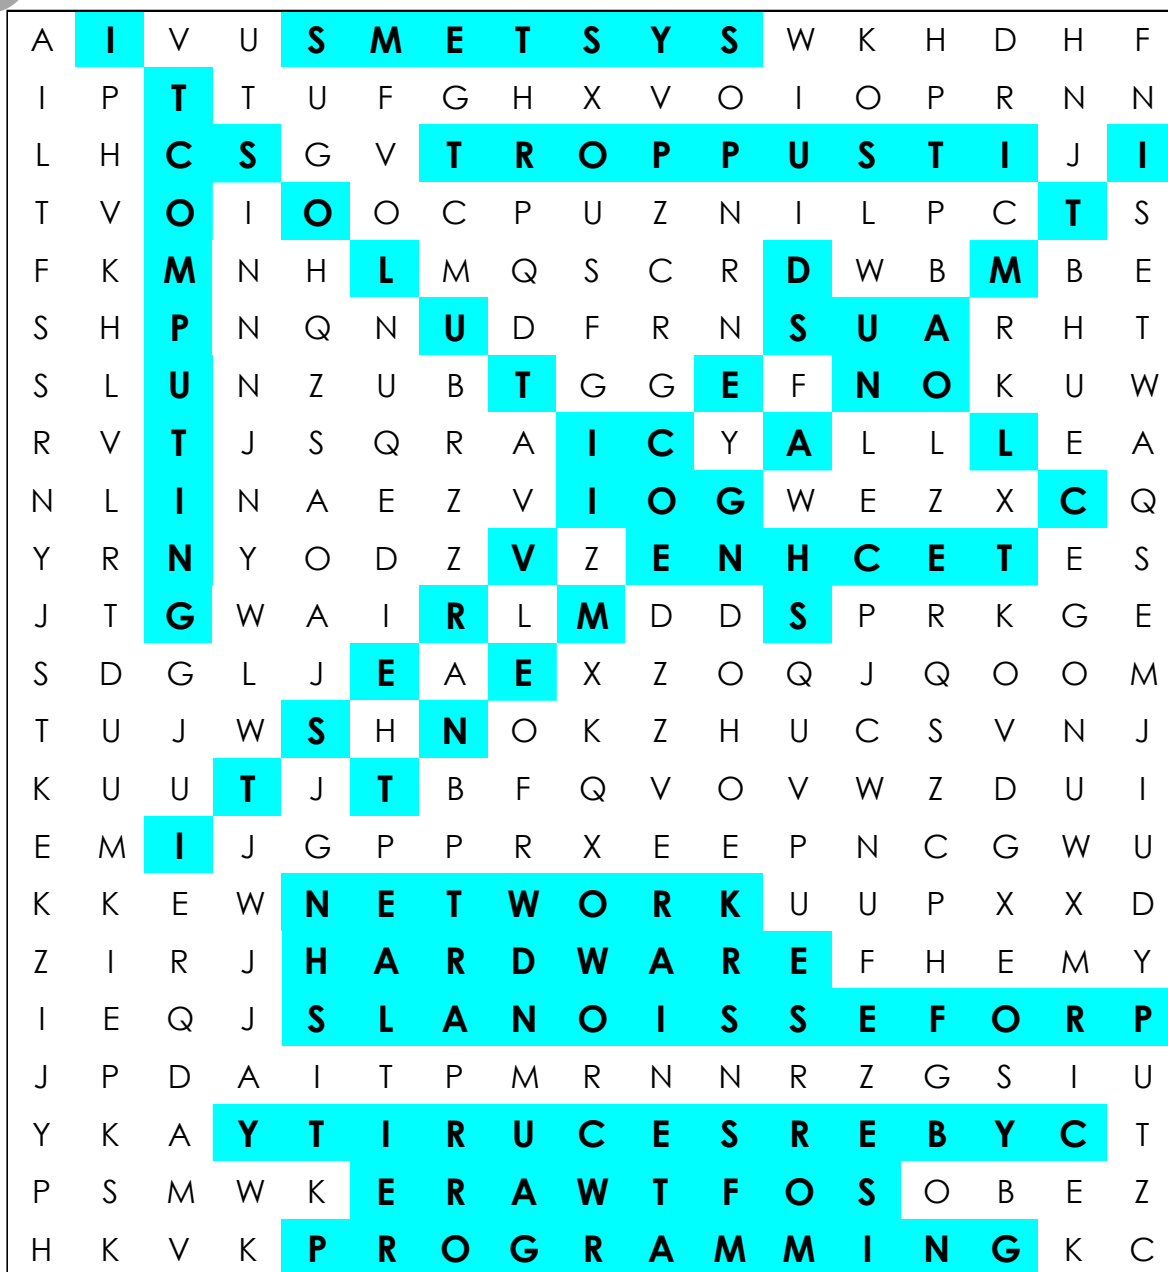 A I V U S M E T S Y S W K H D H F
I P T T U F G H X V O I O P R N N
L H C S G V T R O P P U S T I J I
T V O I O O C P U Z N I L P C T S
F K M N H L M Q S C R D W B M B E
S H P N Q N U D F R N S U A R H T
S L U N Z U B T G G E F N O K U W
R V T J S Q R A I C Y A L L L E A
N L I N A E Z V I O G W E Z X C Q
Y R N Y O D Z V Z E N H C E T E S
J T G W A I R L M D D S P R K G E
S D G L J E A E X Z O Q J Q O O M
T U J W S H N O K Z H U C S V N J
K U U T J T B F Q V O V W Z D U I
E M I J G P P R X E E P N C G W U
K K E W N E T W O R K U U P X X D
Z I R J H A R D W A R E F H E M Y
I E Q J S L A N O I S S E F O R P
J P D A I T P M R N N R Z G S I U
Y K A Y T I R U C E S R E B Y C T
P S M W K E R A W T F O S O B E Z
H K V K P R O G R A M M I N G K C